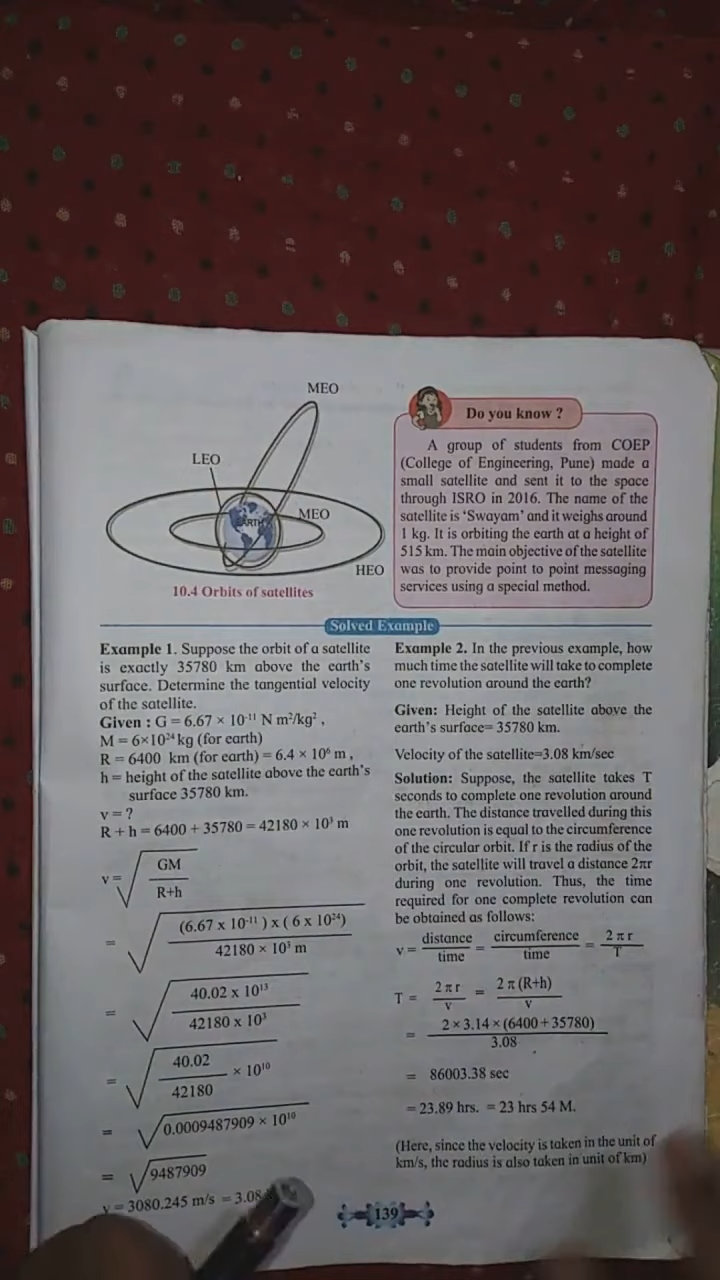 MEO
LEO
EARTH
MEO
HEO
10.4 Orbits of satellites
Do you know ?
A group of students from COEP
(College of Engineering, Pune) made a
small satellite and sent it to the space
through ISRO in 2016. The name of the
satellite is ‘Swayam’ and it weighs around
1 kg. It is orbiting the earth at a height of
515 km. The main objective of the satellite
was to provide point to point messaging
services using a special method.
Solved Example
Example 1. Suppose the orbit of a satellite
is exactly 35780 km above the earth's
surface. Determine the tangential velocity
of the satellite.
Given : G = 6.67 × 10⁻¹¹ N m²/kg² ,
M = 6×10²⁴ kg (for earth)
R = 6400 km (for earth) = 6.4 × 10⁶ m ,
h = height of the satellite above the earth's
surface 35780 km.
v = ?
R + h = 6400 + 35780 = 42180 × 10³ m
v = √
GM
R+h
= √
(6.67 x 10⁻¹¹ ) x ( 6 x 10²⁴)
42180 × 10³ m
= √
40.02 x 10¹³
42180 x 10³
= √
40.02
× 10¹⁰
42180
= √0.0009487909 × 10¹⁰
= √9487909
v = 3080.245 m/s = 3.08
Example 2. In the previous example, how
much time the satellite will take to complete
one revolution around the earth?
Given: Height of the satellite above the
earth's surface= 35780 km.
Velocity of the satellite=3.08 km/sec
Solution: Suppose, the satellite takes T
seconds to complete one revolution around
the earth. The distance travelled during this
one revolution is equal to the circumference
of the circular orbit. If r is the radius of the
orbit, the satellite will travel a distance 2πr
during one revolution. Thus, the time
required for one complete revolution can
be obtained as follows:
distance circumference 2 π r
v = = =
time time T
2 π r 2 π (R+h)
T = =
v v
2 × 3.14 × (6400 + 35780)
=
3.08
= 86003.38 sec
= 23.89 hrs. = 23 hrs 54 M.
(Here, since the velocity is taken in the unit of
km/s, the radius is also taken in unit of km)
139